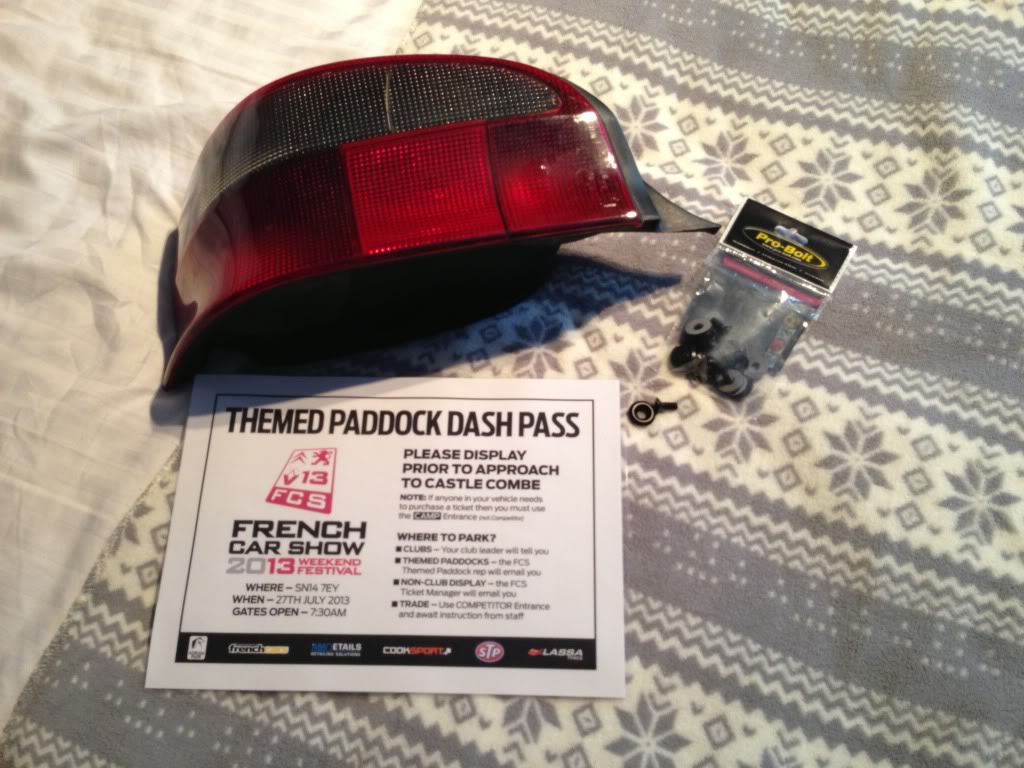 Pro-Bolt
THEMED PADDOCK DASH PASS
V13
FCS
FRENCH
CAR SHOW
2013 WEEKEND
FESTIVAL
WHERE – SN14 7EY
WHEN – 27TH JULY 2013
GATES OPEN – 7:30AM
PLEASE DISPLAY
PRIOR TO APPROACH
TO CASTLE COMBE
NOTE: If anyone in your vehicle needs
to purchase a ticket then you must use
the CAMP Entrance (not Competitor)
WHERE TO PARK?
■ CLUBS – Your club leader will tell you
■ THEMED PADDOCKS – the FCS
Themed Paddock rep will email you
■ NON-CLUB DISPLAY – the FCS
Ticket Manager will email you
■ TRADE – Use COMPETITOR Entrance
and await instruction from staff
french
DETAILING SOLUTIONS
COOKSPORT
STP
LASSA